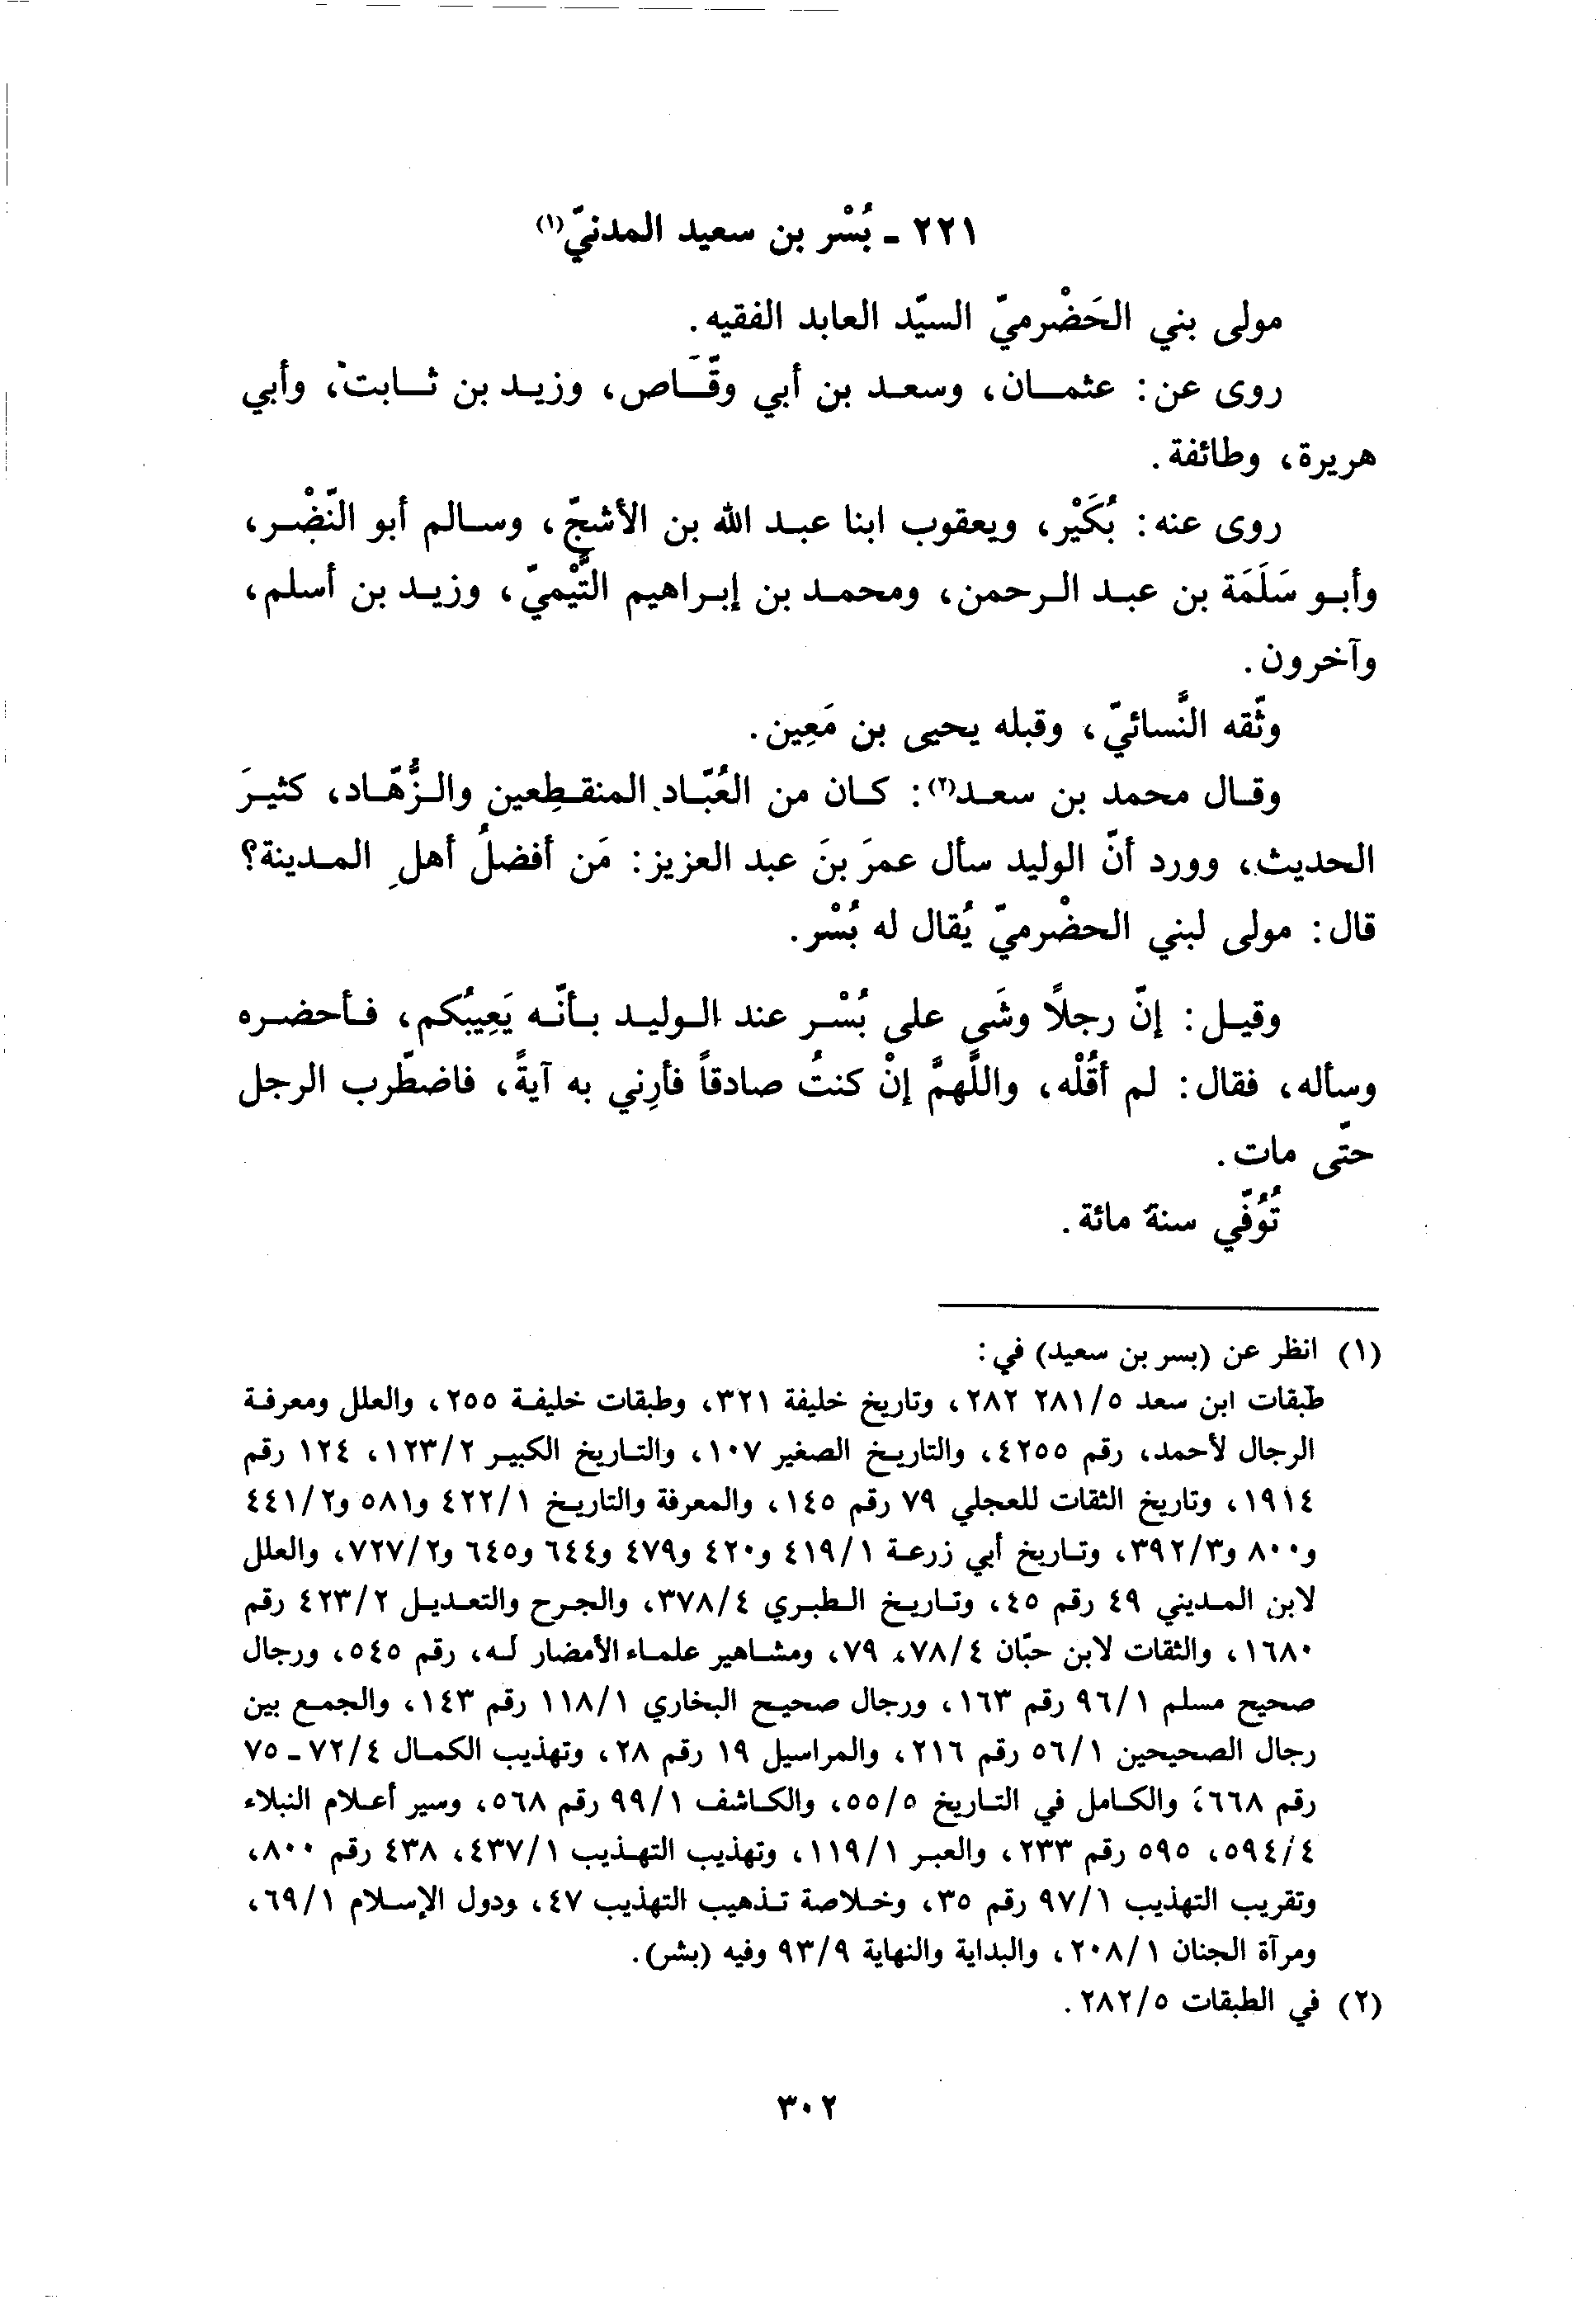 ٢٢١ - بُسْر بن سعيد المدنيّ(١)
مولى بني الحَضْرميّ السيّد العابد الفقيه.
روى عن: عثمان، وسعد بن أبي وقَّاص، وزيد بن ثابت، وأبي
هريرة، وطائفة.
روى عنه: بُكَيْر، ويعقوب ابنا عبد الله بن الأشجّ، وسالم أبو النَّضْر،
وأبو سَلَمَة بن عبد الرحمن، ومحمد بن إبراهيم التَّيْميّ، وزيد بن أسلم،
وآخرون.
وثّقه النَّسائيّ، وقبله يحيى بن مَعِين.
وقال محمد بن سعد(٢): كان من العُبّاد المنقطِعين والزُّهّاد، كثيرَ
الحديث، وورد أنّ الوليد سأل عمرَ بنَ عبد العزيز: مَن أفضلُ أهلِ المدينة؟
قال: مولى لبني الحضْرميّ يُقال له بُسْر.
وقيل: إنّ رجلاً وشَى على بُسْر عند الوليد بأنّه يَعِيبُكم، فأحضره
وسأله، فقال: لم أَقُلْه، واللَّهمَّ إنْ كنتُ صادقاً فأرِني به آيةً، فاضطّرب الرجل
حتّى مات.
تُوُفّي سنة مائة.
(١) انظر عن (بسر بن سعيد) في:
طبقات ابن سعد ٢٨١/٥ ٢٨٢، وتاريخ خليفة ٣٢١، وطبقات خليفة ٢٥٥، والعلل ومعرفة
الرجال لأحمد، رقم ٤٢٥٥، والتاريخ الصغير ١٠٧، والتاريخ الكبير ١٢٣/٢، ١٢٤ رقم
١٩١٤، وتاريخ الثقات للعجلي ٧٩ رقم ١٤٥، والمعرفة والتاريخ ٤٢٢/١ و٥٨١ و٤٤١/٢
و٨٠٠ و٣٩٢/٣، وتاريخ أبي زرعة ٤١٩/١ و٤٢٠ و٤٧٩ و٦٤٤ و٦٤٥ و٧٢٧/٢، والعلل
لابن المديني ٤٩ رقم ٤٥، وتاريخ الطبري ٣٧٨/٤، والجرح والتعديل ٤٢٣/٢ رقم
١٦٨٠، والثقات لابن حبّان ٧٨/٤، ٧٩، ومشاهير علماء الأمضار له، رقم ٥٤٥، ورجال
صحيح مسلم ٩٦/١ رقم ١٦٣، ورجال صحيح البخاري ١١٨/١ رقم ١٤٣، والجمع بين
رجال الصحيحين ٥٦/١ رقم ٢١٦، والمراسيل ١٩ رقم ٢٨، وتهذيب الكمال ٧٢/٤ - ٧٥
رقم ٦٦٨، والكامل في التاريخ ٥٥/٥، والكاشف ٩٩/١ رقم ٥٦٨، وسير أعلام النبلاء
٥٩٤/٤، ٥٩٥ رقم ٢٣٣، والعبر ١١٩/١، وتهذيب التهذيب ٤٣٧/١، ٤٣٨ رقم ٨٠٠،
وتقريب التهذيب ٩٧/١ رقم ٣٥، وخلاصة تذهيب التهذيب ٤٧، ودول الإسلام ٦٩/١،
ومرآة الجنان ٢٠٨/١، والبداية والنهاية ٩٣/٩ وفيه (بشر).
(٢) في الطبقات ٢٨٢/٥.
٣٠٢